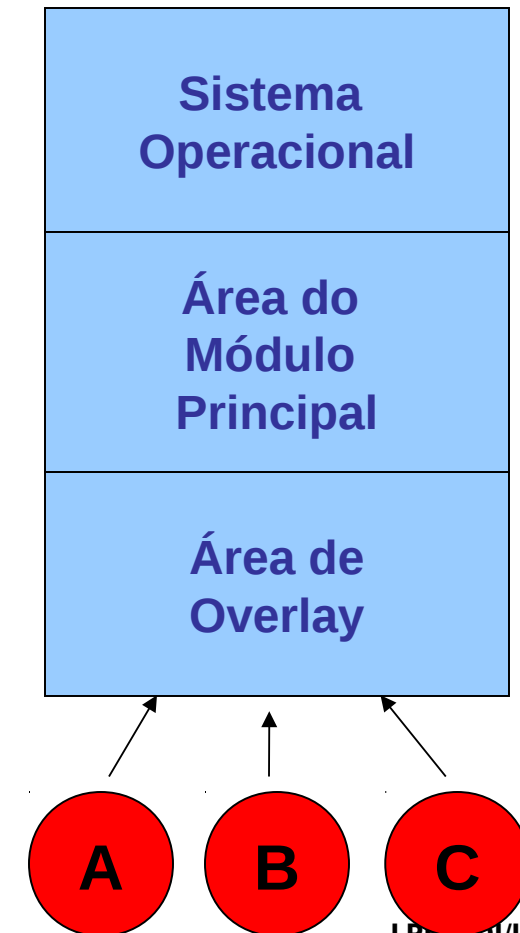 Sistema
Operacional
Área do
Módulo
Principal
Área de
Overlay
A B C